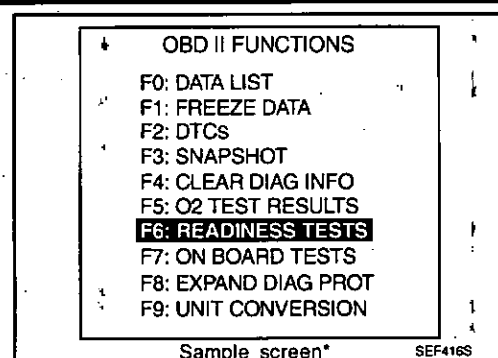 OBD II FUNCTIONS
F0: DATA LIST
F1: FREEZE DATA
F2: DTCs
F3: SNAPSHOT
F4: CLEAR DIAG INFO
F5: O2 TEST RESULTS
F6: READINESS TESTS
F7: ON BOARD TESTS
F8: EXPAND DIAG PROT
F9: UNIT CONVERSION
Sample screen*
SEF416S